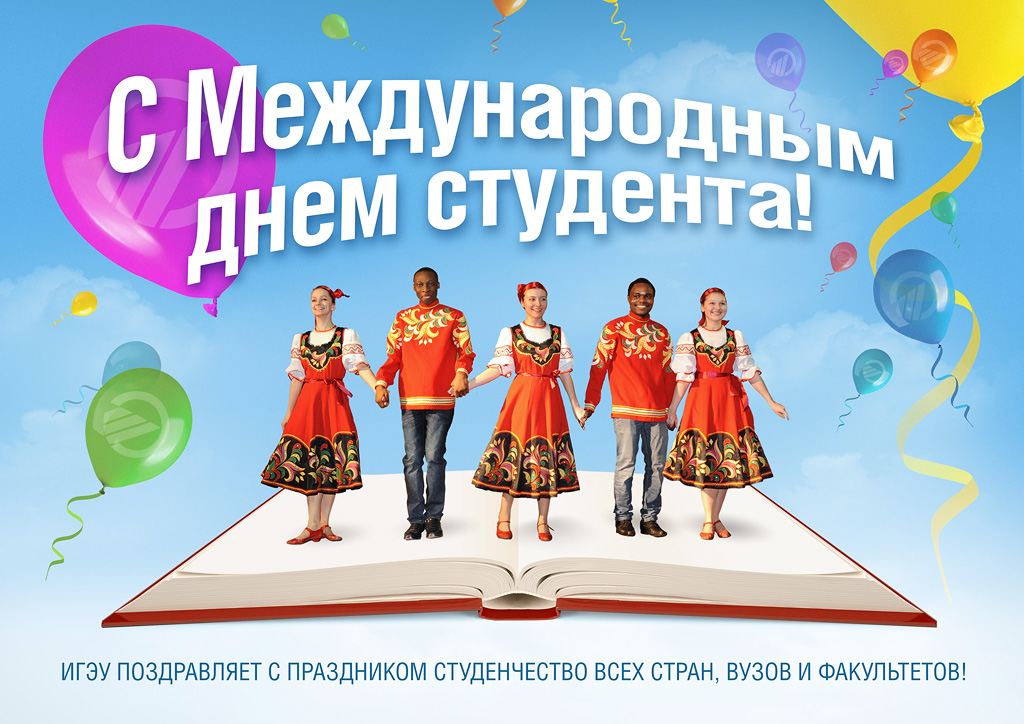 С Международным
днем студента!
ИГЭУ ПОЗДРАВЛЯЕТ С ПРАЗДНИКОМ СТУДЕНЧЕСТВО ВСЕХ СТРАН, ВУЗОВ И ФАКУЛЬТЕТОВ!